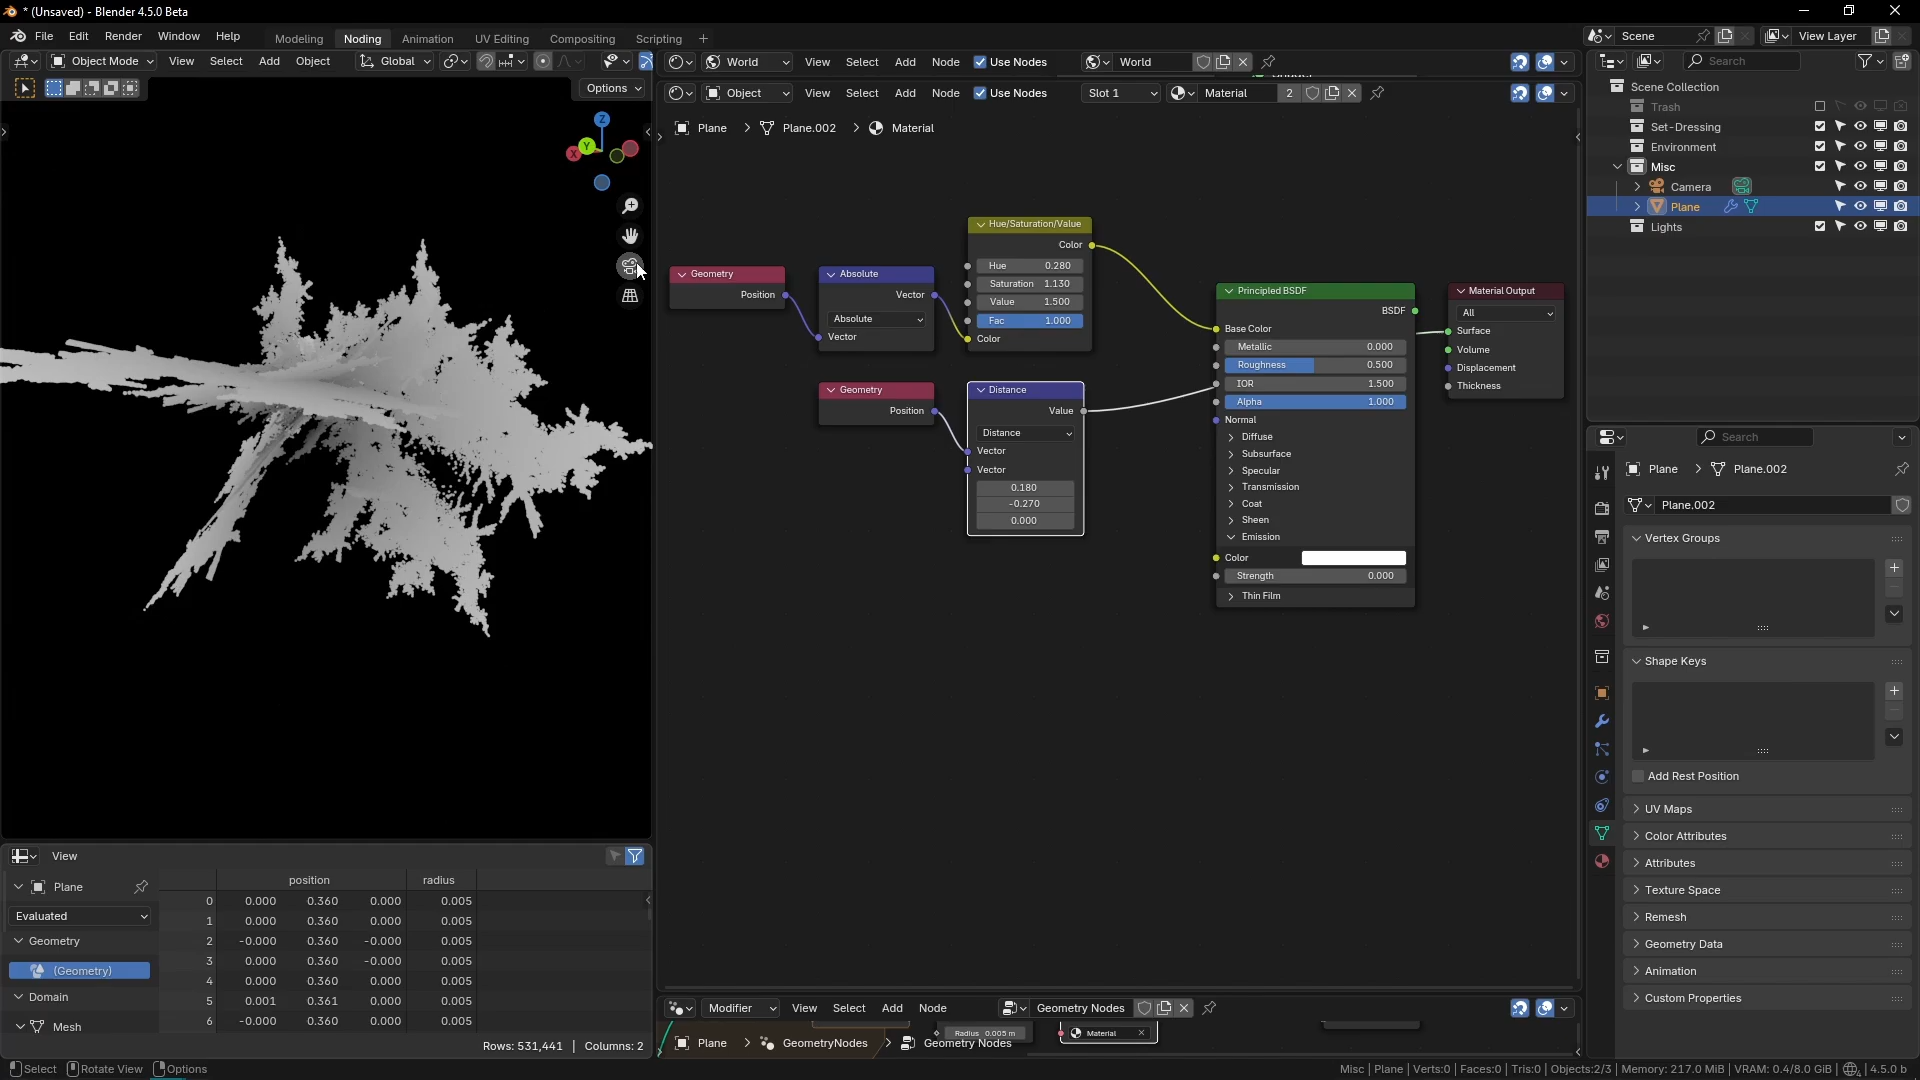 * (Unsaved) - Blender 4.5.0 Beta
File Edit Render Window Help Modeling Noding Animation UV Editing Compositing Scripting + Scene View Layer
Object Mode View Select Add Object Global
Options
World View Select Add Node Use Nodes World
Object View Select Add Node Use Nodes Slot 1 Material 2
Plane > Plane.002 > Material
Z
Y
X
Geometry
Position
Absolute
Vector
Absolute
Vector
Hue/Saturation/Value
Color
Hue 0.280
Saturation 1.130
Value 1.500
Fac 1.000
Color
Geometry
Position
Distance
Value
Distance
Vector
Vector
0.180
-0.270
0.000
Principled BSDF
BSDF
Base Color
Metallic 0.000
Roughness 0.500
IOR 1.500
Alpha 1.000
Normal
Diffuse
Subsurface
Specular
Transmission
Coat
Sheen
Emission
Color
Strength 0.000
Thin Film
Material Output
All
Surface
Volume
Displacement
Thickness
Search
Scene Collection
Trash
Set-Dressing
Environment
Misc
Camera
Plane
Lights
Search
Plane > Plane.002
Plane.002
Vertex Groups
Shape Keys
Add Rest Position
UV Maps
Color Attributes
Attributes
Texture Space
Remesh
Geometry Data
Animation
Custom Properties
View
Plane
Evaluated
Geometry
(Geometry)
Domain
Mesh
position radius
0 0.000 0.360 0.000 0.005
1 0.000 0.360 0.000 0.005
2 -0.000 0.360 -0.000 0.005
3 0.000 0.360 -0.000 0.005
4 0.000 0.360 0.000 0.005
5 0.001 0.361 0.000 0.005
6 -0.000 0.360 0.000 0.005
Rows: 531,441 | Columns: 2
Modifier View Select Add Node Geometry Nodes
Radius 0.005 m
Material
Plane > GeometryNodes > Geometry Nodes
Select Rotate View Options
Misc | Plane | Verts:0 | Faces:0 | Tris:0 | Objects:2/3 | Memory: 217.0 MiB | VRAM: 0.4/8.0 GiB | 4.5.0 b